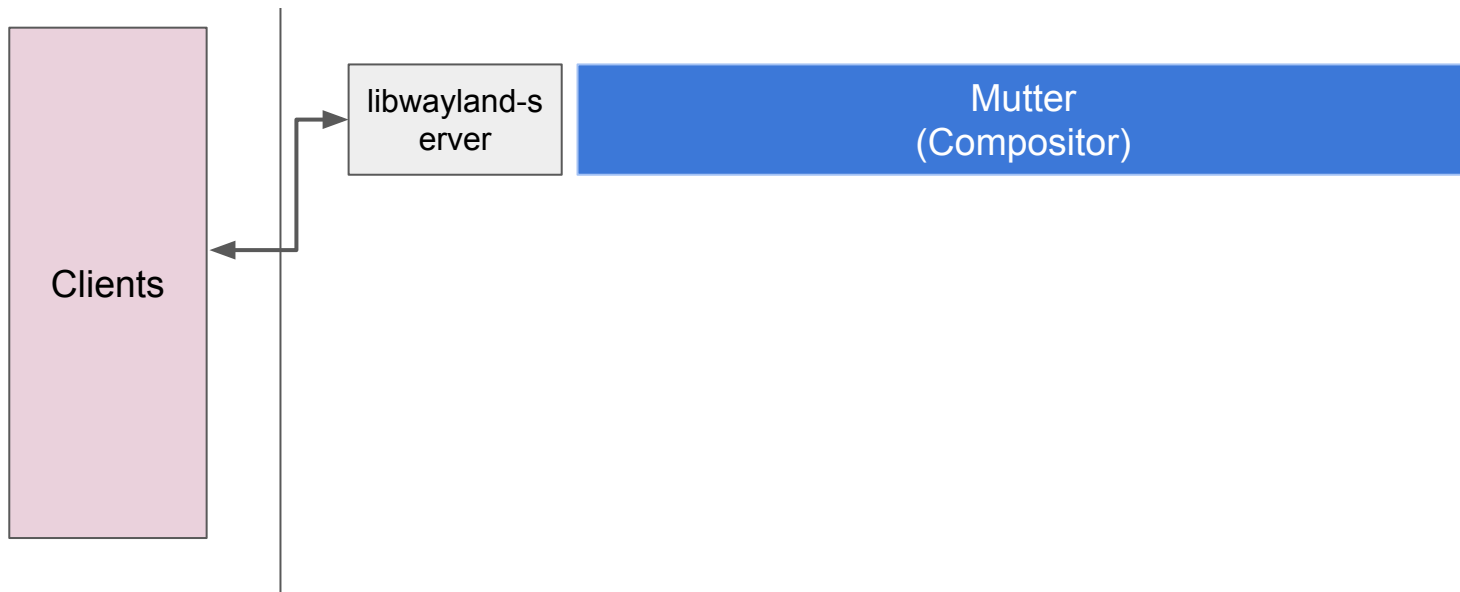 libwayland-s
erver
Mutter
(Compositor)
Clients